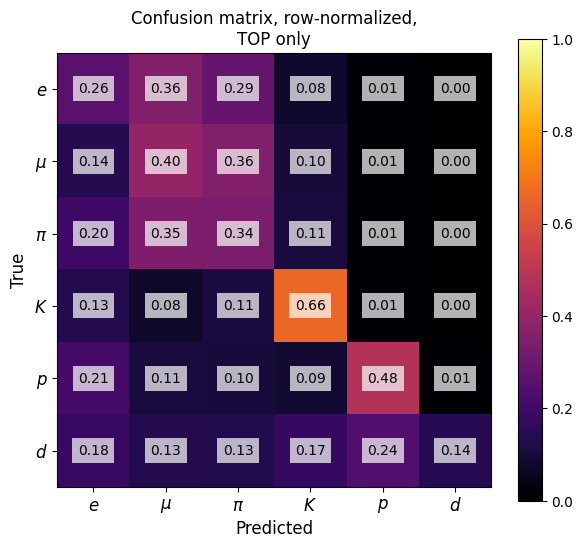 Confusion matrix, row-normalized,
TOP only
True
Predicted
e 0.26 0.36 0.29 0.08 0.01 0.00
μ 0.14 0.40 0.36 0.10 0.01 0.00
π 0.20 0.35 0.34 0.11 0.01 0.00
K 0.13 0.08 0.11 0.66 0.01 0.00
p 0.21 0.11 0.10 0.09 0.48 0.01
d 0.18 0.13 0.13 0.17 0.24 0.14
e μ π K p d
1.0
0.8
0.6
0.4
0.2
0.0